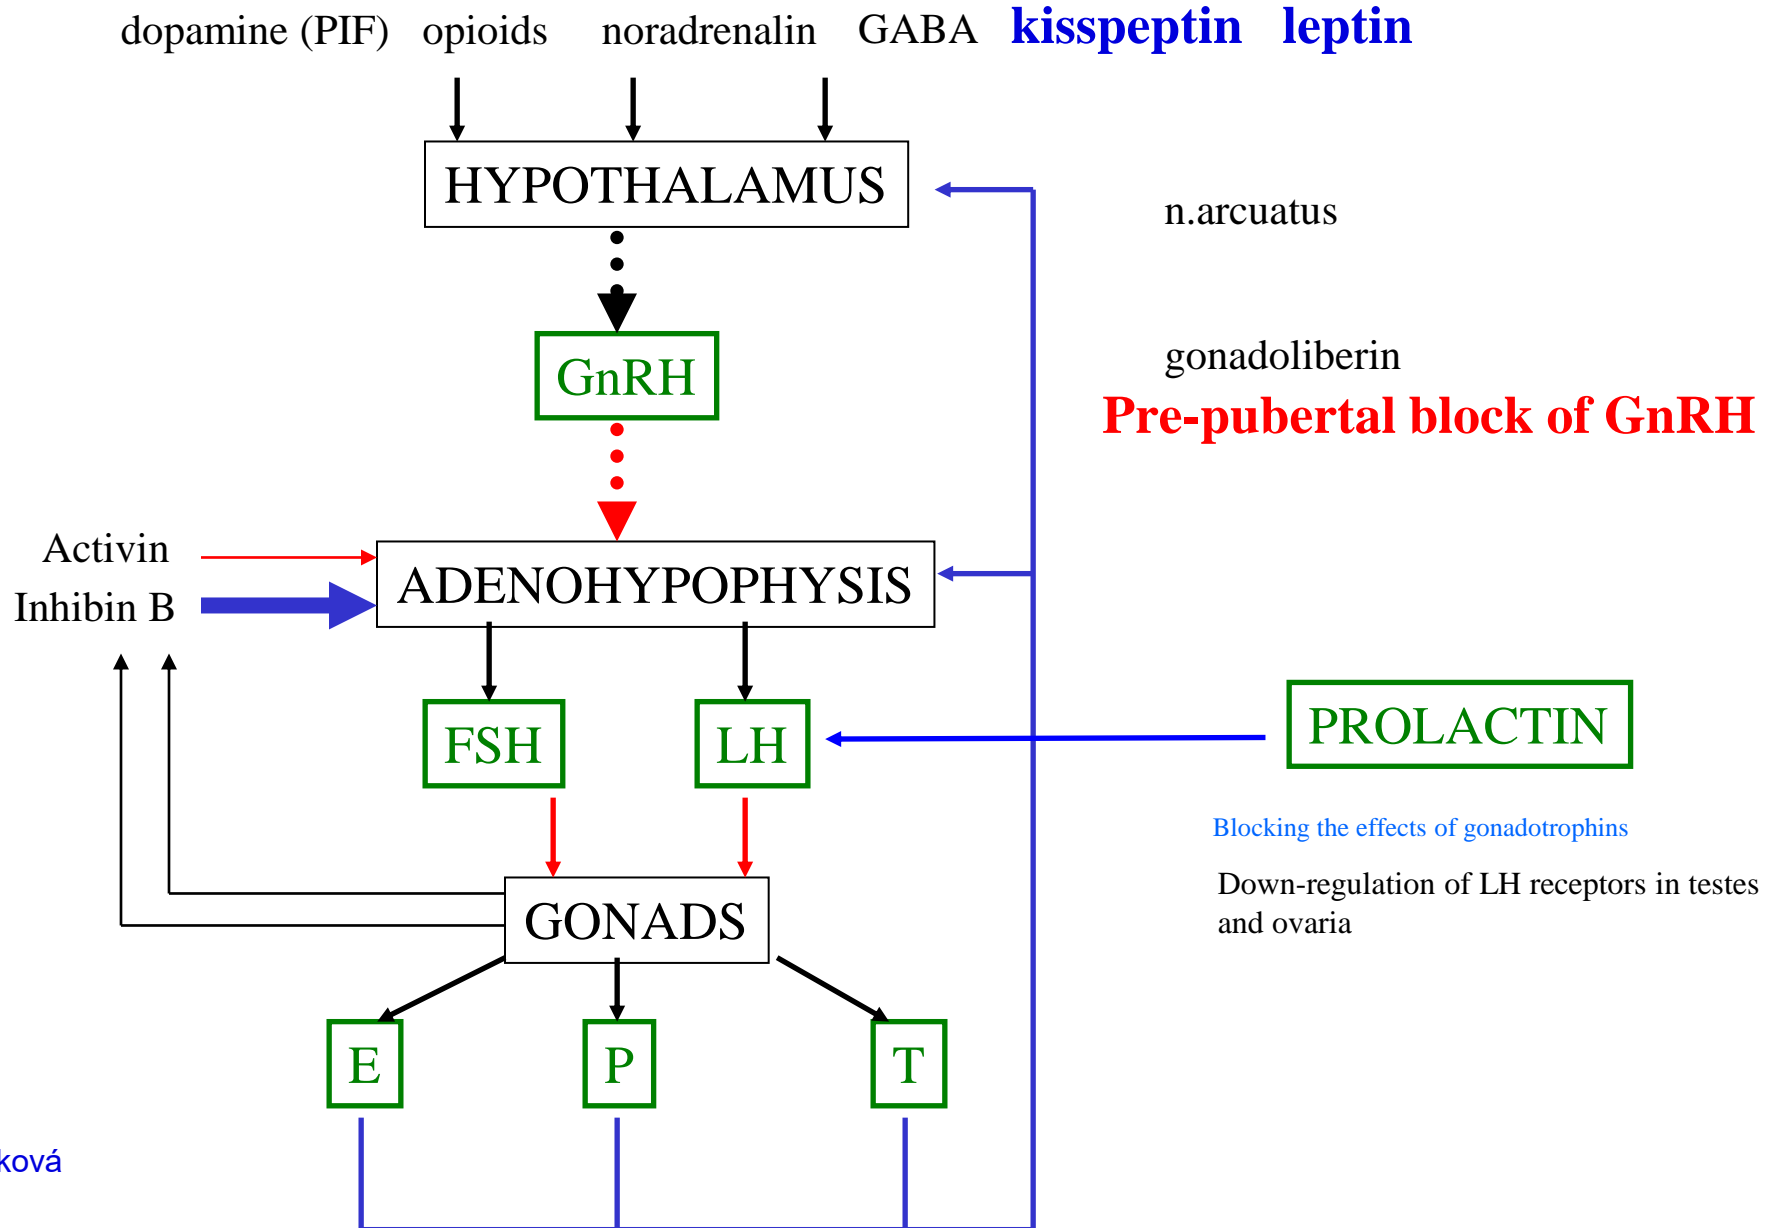 dopamine (PIF) opioids noradrenalin GABA kisspeptin leptin
HYPOTHALAMUS
n.arcuatus
GnRH
gonadoliberin
Pre-pubertal block of GnRH
Activin
Inhibin B
ADENOHYPOPHYSIS
FSH
LH
PROLACTIN
Blocking the effects of gonadotrophins
Down-regulation of LH receptors in testes
and ovaria
GONADS
E
P
T
ková